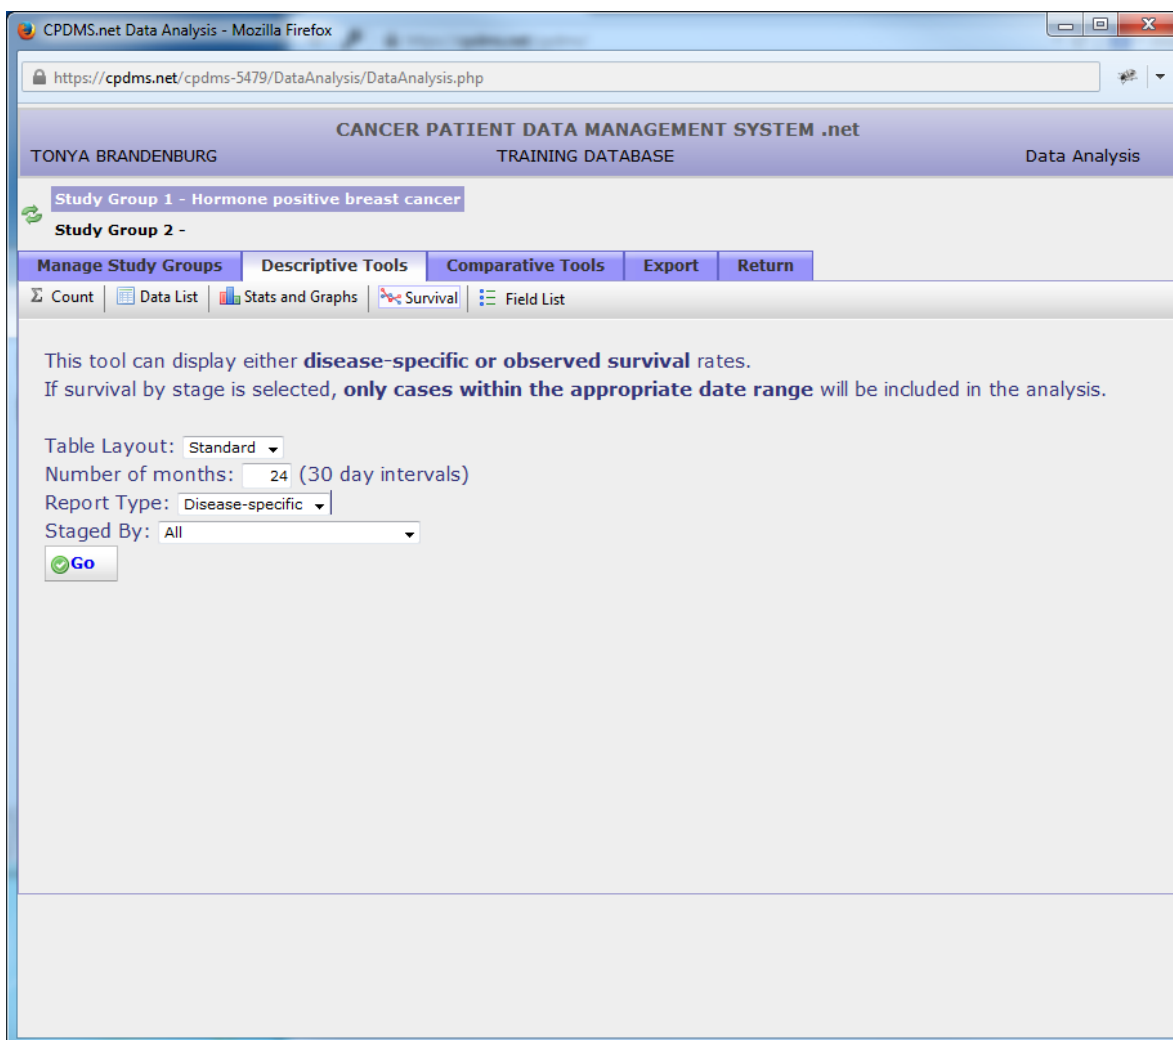 CPDMS.net Data Analysis - Mozilla Firefox
https://cpdms.net/cpdms-5479/DataAnalysis/DataAnalysis.php
CANCER PATIENT DATA MANAGEMENT SYSTEM .net
TONYA BRANDENBURG TRAINING DATABASE Data Analysis
Study Group 1 - Hormone positive breast cancer
Study Group 2 -
Manage Study Groups Descriptive Tools Comparative Tools Export Return
Σ Count Data List Stats and Graphs Survival Field List
This tool can display either disease-specific or observed survival rates.
If survival by stage is selected, only cases within the appropriate date range will be included in the analysis.
Table Layout: Standard
Number of months: 24 (30 day intervals)
Report Type: Disease-specific
Staged By: All
Go